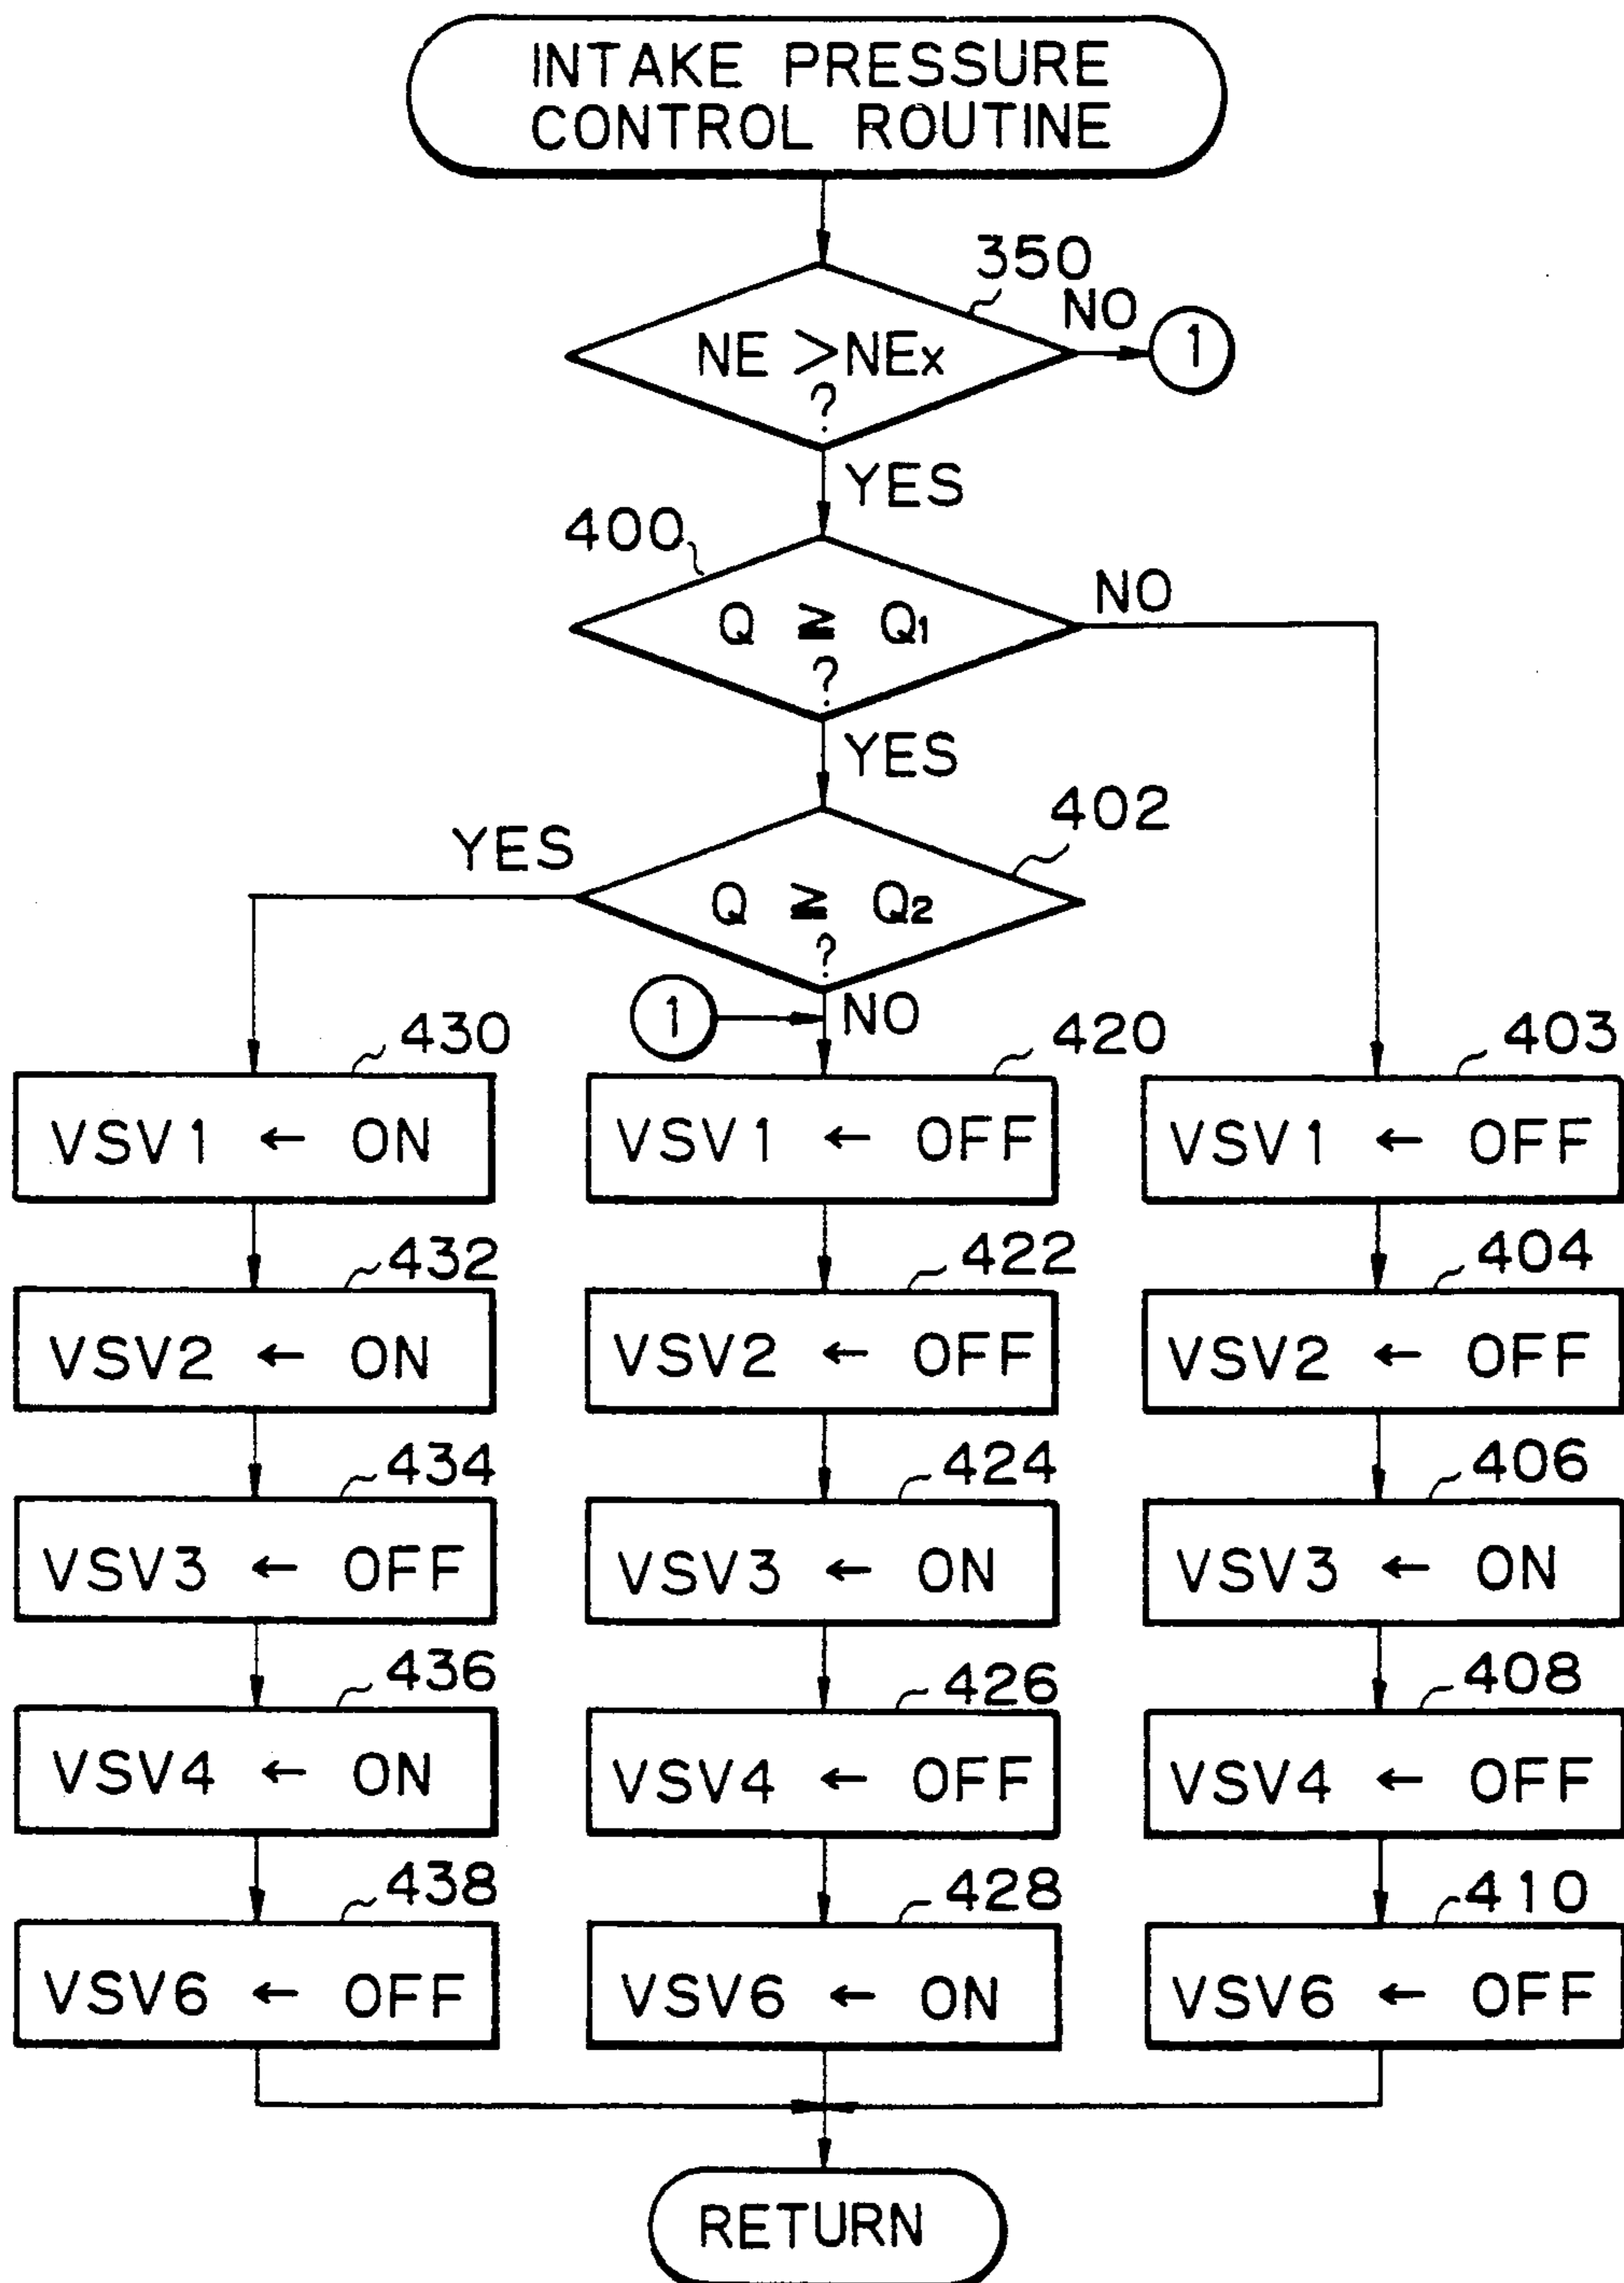 INTAKE PRESSURE
CONTROL ROUTINE
350
NE >NEx
?
NO
1
YES
400
Q ≧ Q1
?
NO
YES
402
Q ≧ Q2
?
YES
1
NO
430
VSV1 ← ON
420
VSV1 ← OFF
403
VSV1 ← OFF
432
VSV2 ← ON
422
VSV2 ← OFF
404
VSV2 ← OFF
434
VSV3 ← OFF
424
VSV3 ← ON
406
VSV3 ← ON
436
VSV4 ← ON
426
VSV4 ← OFF
408
VSV4 ← OFF
438
VSV6 ← OFF
428
VSV6 ← ON
410
VSV6 ← OFF
RETURN